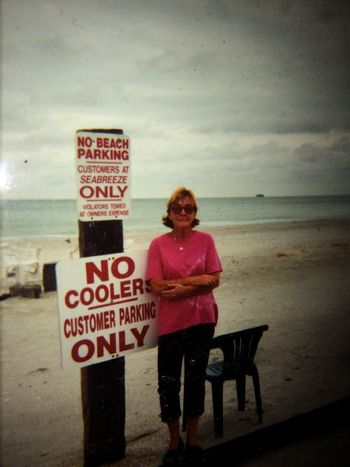 NO-BEACH
PARKING
CUSTOMERS AT
SEABREEZE
ONLY
VIOLATORS TOWED
AT OWNERS EXPENSE
NO
COOLERS
CUSTOMER PARKING
ONLY